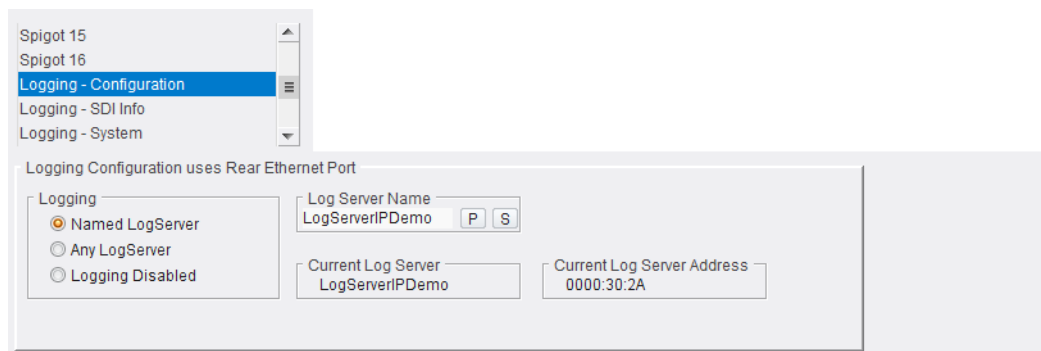 Spigot 15
Spigot 16
Logging - Configuration
Logging - SDI Info
Logging - System
Logging Configuration uses Rear Ethernet Port
Logging
Named LogServer
Any LogServer
Logging Disabled
Log Server Name
LogServerIPDemo P S
Current Log Server
LogServerIPDemo
Current Log Server Address
0000:30:2A